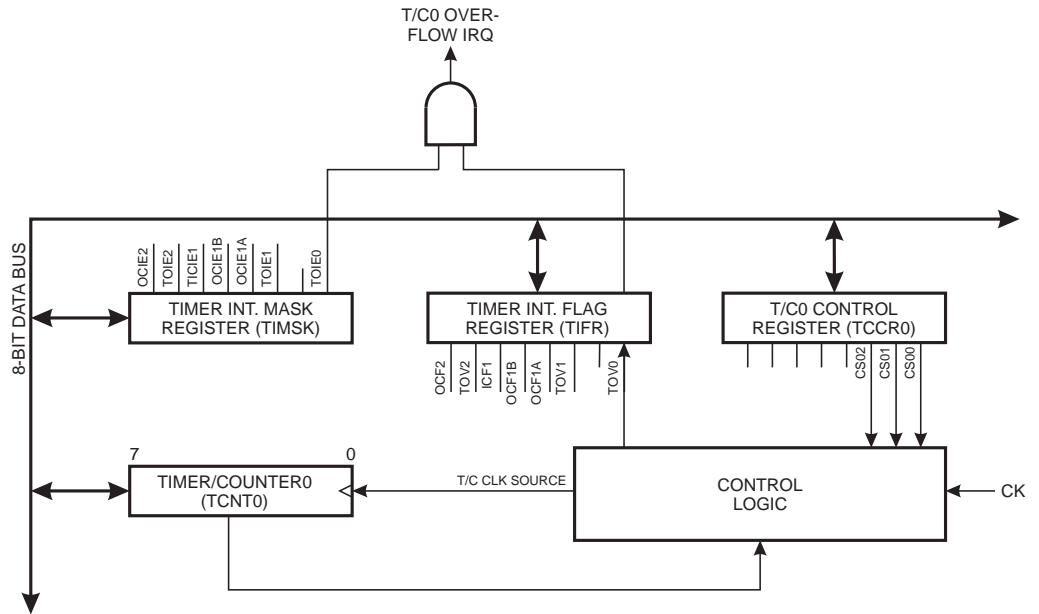 T/C0 OVER-
FLOW IRQ
8-BIT DATA BUS
OCIE2
TOIE2
TICIE1
OCIE1B
OCIE1A
TOIE1
TOIE0
TIMER INT. MASK
REGISTER (TIMSK)
TIMER INT. FLAG
REGISTER (TIFR)
T/C0 CONTROL
REGISTER (TCCR0)
OCF2
TOV2
ICF1
OCF1B
OCF1A
TOV1
TOV0
CS02
CS01
CS00
7
0
TIMER/COUNTER0
(TCNT0)
T/C CLK SOURCE
CONTROL
LOGIC
CK